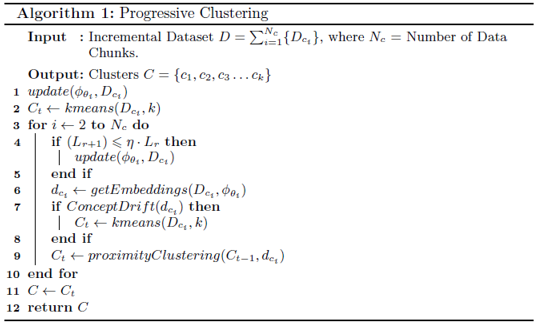 Algorithm 1: Progressive Clustering
Input : Incremental Dataset $D = \sum_{i=1}^{N_c}\{D_{c_i}\}$, where $N_c$ = Number of Data
Chunks.
Output: Clusters $C = \{c_1, c_2, c_3 \ldots c_k\}$
1 $update(\phi_{\theta_t}, D_{c_t})$
2 $C_t \leftarrow kmeans(D_{c_t}, k)$
3 for $i \leftarrow 2$ to $N_c$ do
4 if $(L_{r+1}) \leqslant \eta \cdot L_r$ then
$update(\phi_{\theta_t}, D_{c_t})$
5 end if
6 $d_{c_t} \leftarrow getEmbeddings(D_{c_t}, \phi_{\theta_t})$
7 if $ConceptDrift(d_{c_t})$ then
$C_t \leftarrow kmeans(D_{c_t}, k)$
8 end if
9 $C_t \leftarrow proximityClustering(C_{t-1}, d_{c_t})$
10 end for
11 $C \leftarrow C_t$
12 return $C$